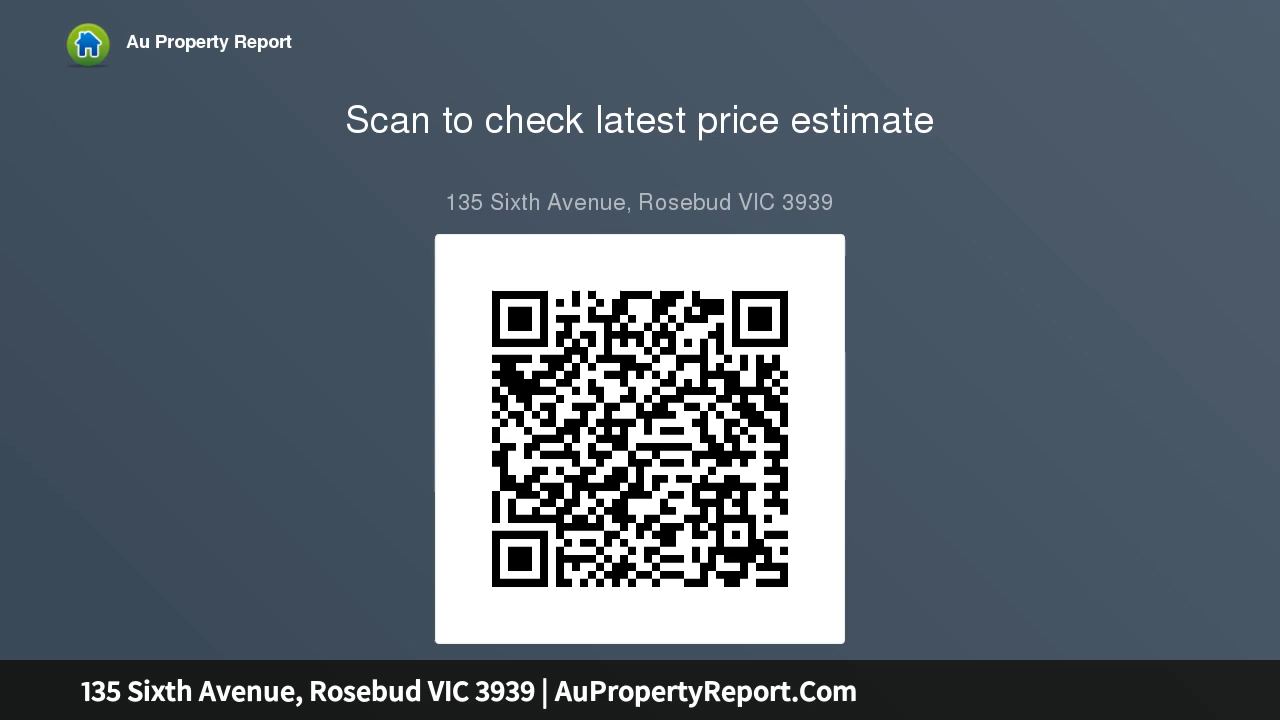 Au Property Report
Scan to check latest price estimate
135 Sixth Avenue, Rosebud VIC 3939
135 Sixth Avenue, Rosebud VIC 3939 | AuPropertyReport.Com